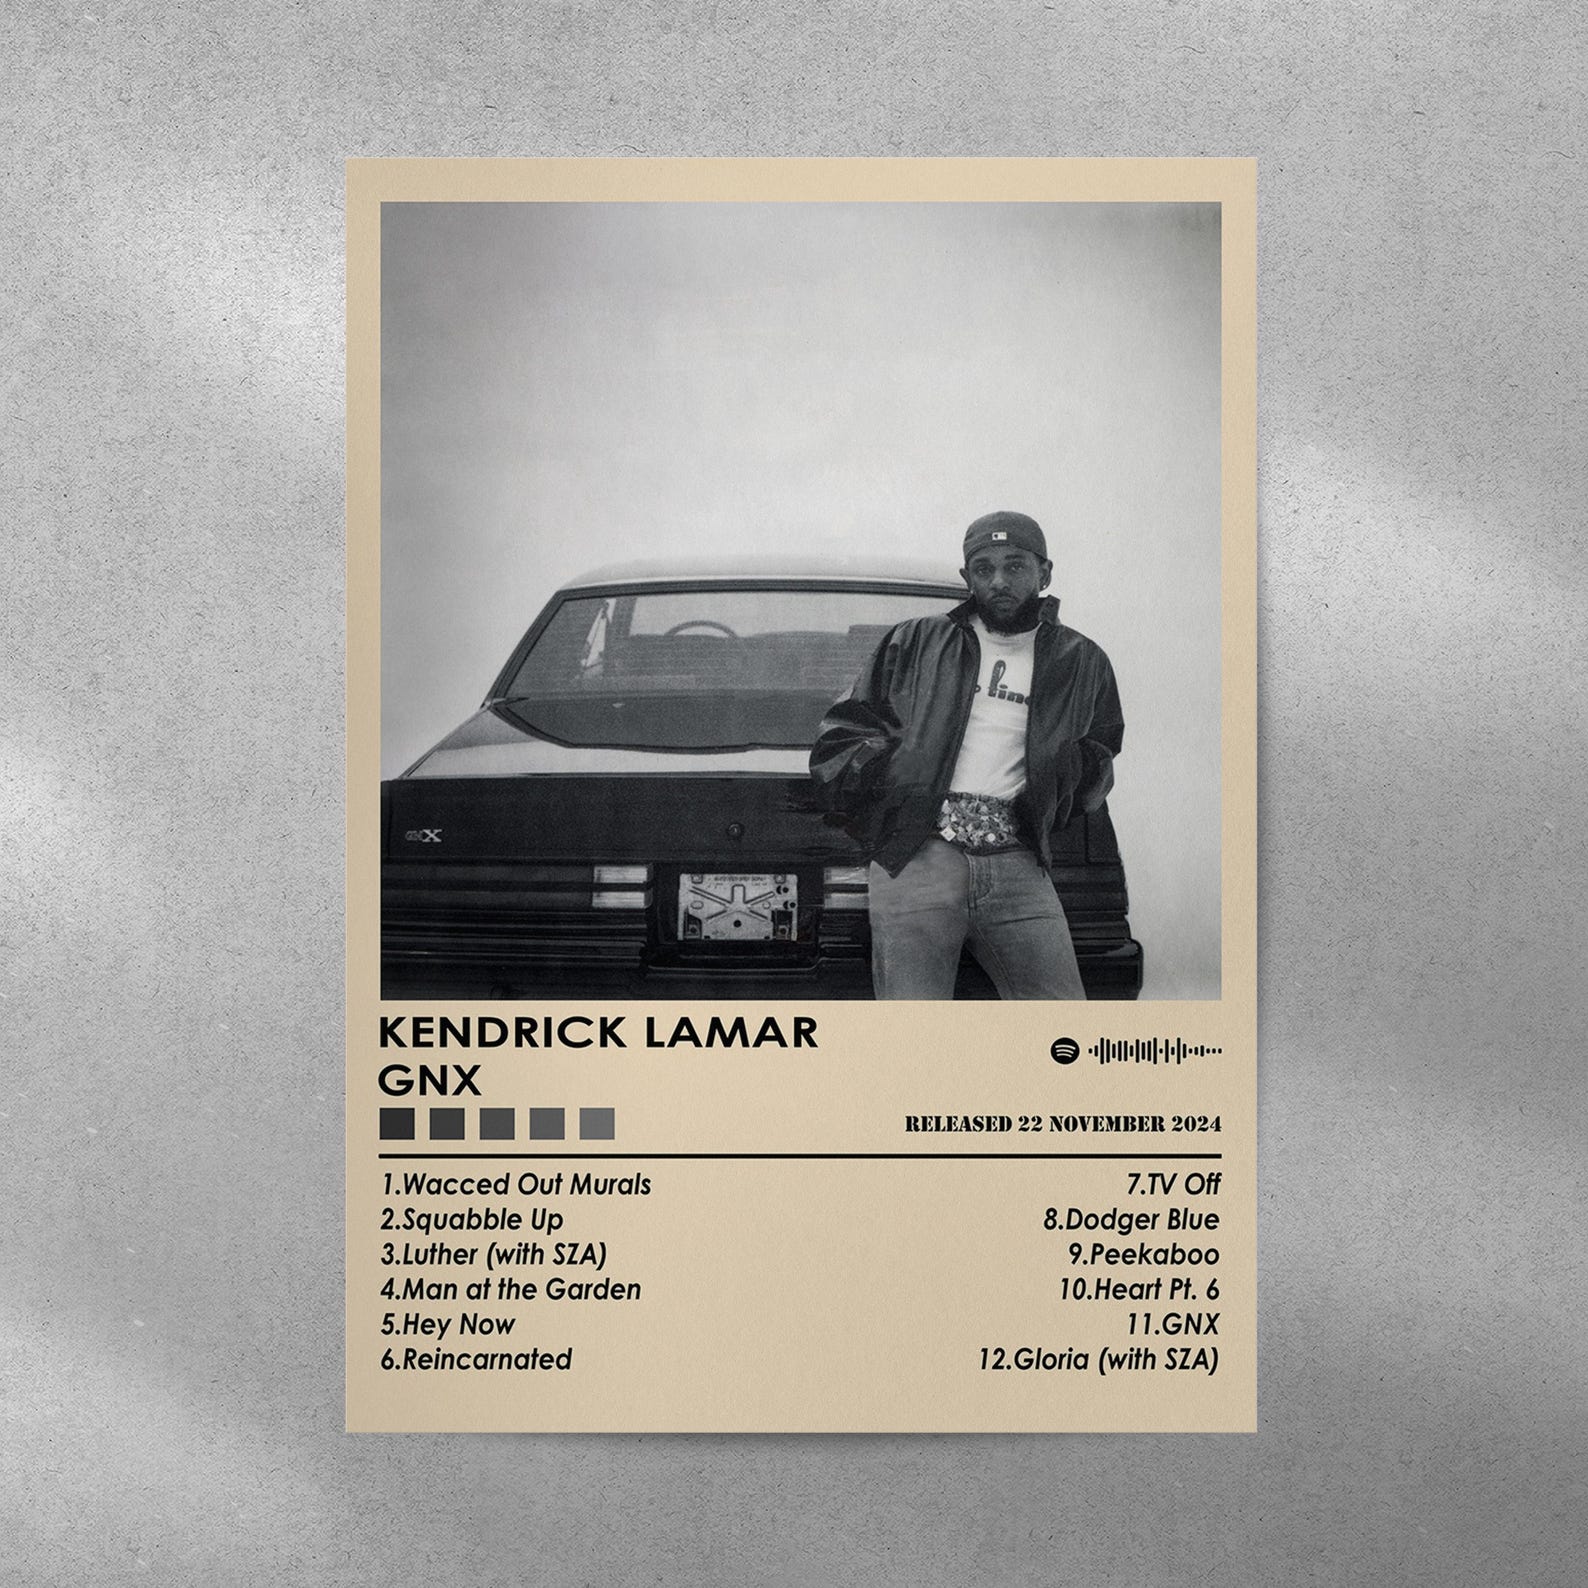 KENDRICK LAMAR
GNX
RELEASED 22 NOVEMBER 2024
1.Wacced Out Murals
2.Squabble Up
3.Luther (with SZA)
4.Man at the Garden
5.Hey Now
6.Reincarnated
7.TV Off
8.Dodger Blue
9.Peekaboo
10.Heart Pt. 6
11.GNX
12.Gloria (with SZA)
GNX